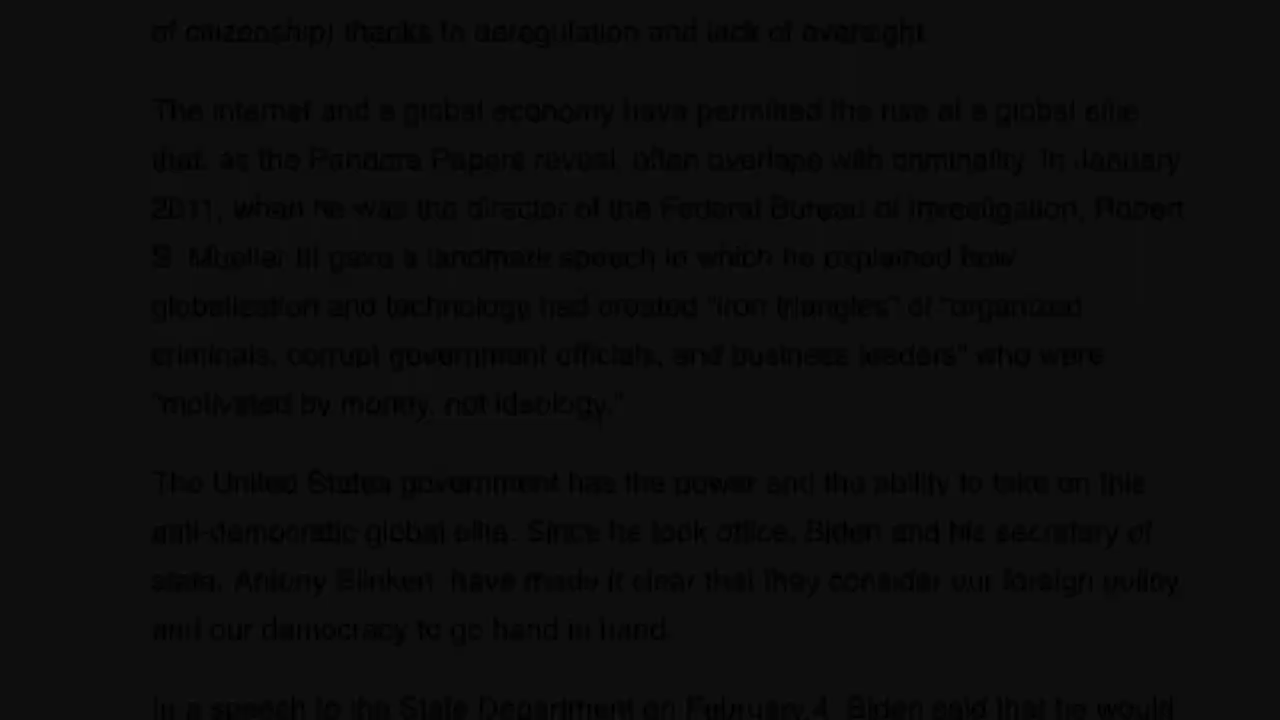 of citizenship) thanks to deregulation and lack of oversight.
The internet and a global economy have permitted the rise of a global elite
that, as the Pandora Papers reveal, often overlaps with criminality. In January
2011, when he was the director of the Federal Bureau of Investigation, Robert
S. Mueller III gave a landmark speech in which he explained how
globalization and technology had created “iron triangles” of “organized
criminals, corrupt government officials, and business leaders” who were
“motivated by money, not ideology.”
The United States government has the power and the ability to take on this
anti-democratic global elite. Since he took office, Biden and his secretary of
state, Antony Blinken, have made it clear that they consider our foreign policy
and our democracy to go hand in hand.
In a speech to the State Department on February 4, Biden said that he would